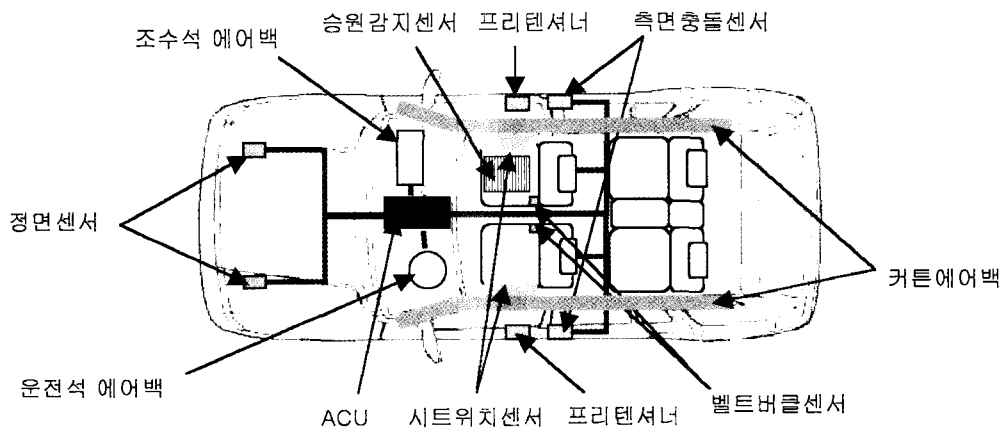 승원감지센서 프리텐셔너 측면충돌센서
조수석 에어백
정면센서
커튼에어백
운전석 에어백
ACU 시트위치센서 프리텐셔너 벨트버클센서